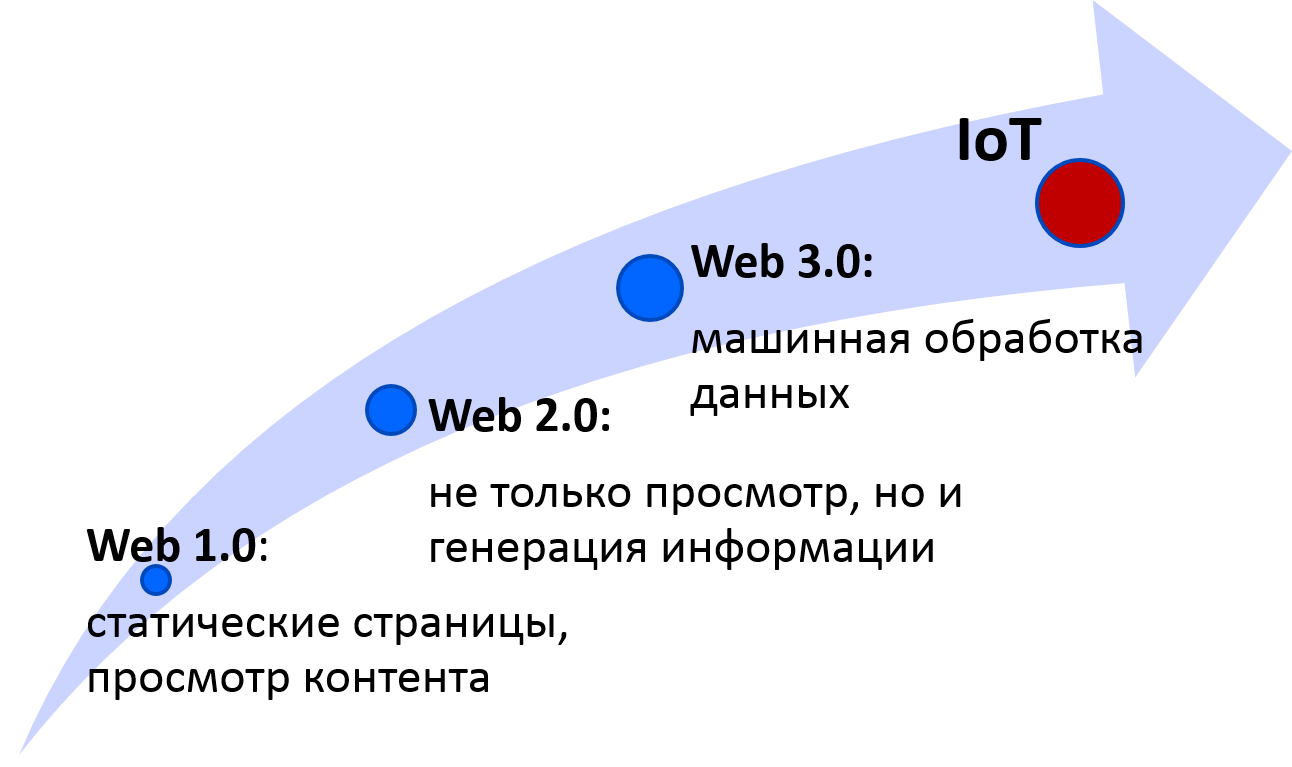 IoT
Web 3.0:
машинная обработка
данных
Web 2.0:
не только просмотр, но и
генерация информации
Web 1.0:
статические страницы,
просмотр контента